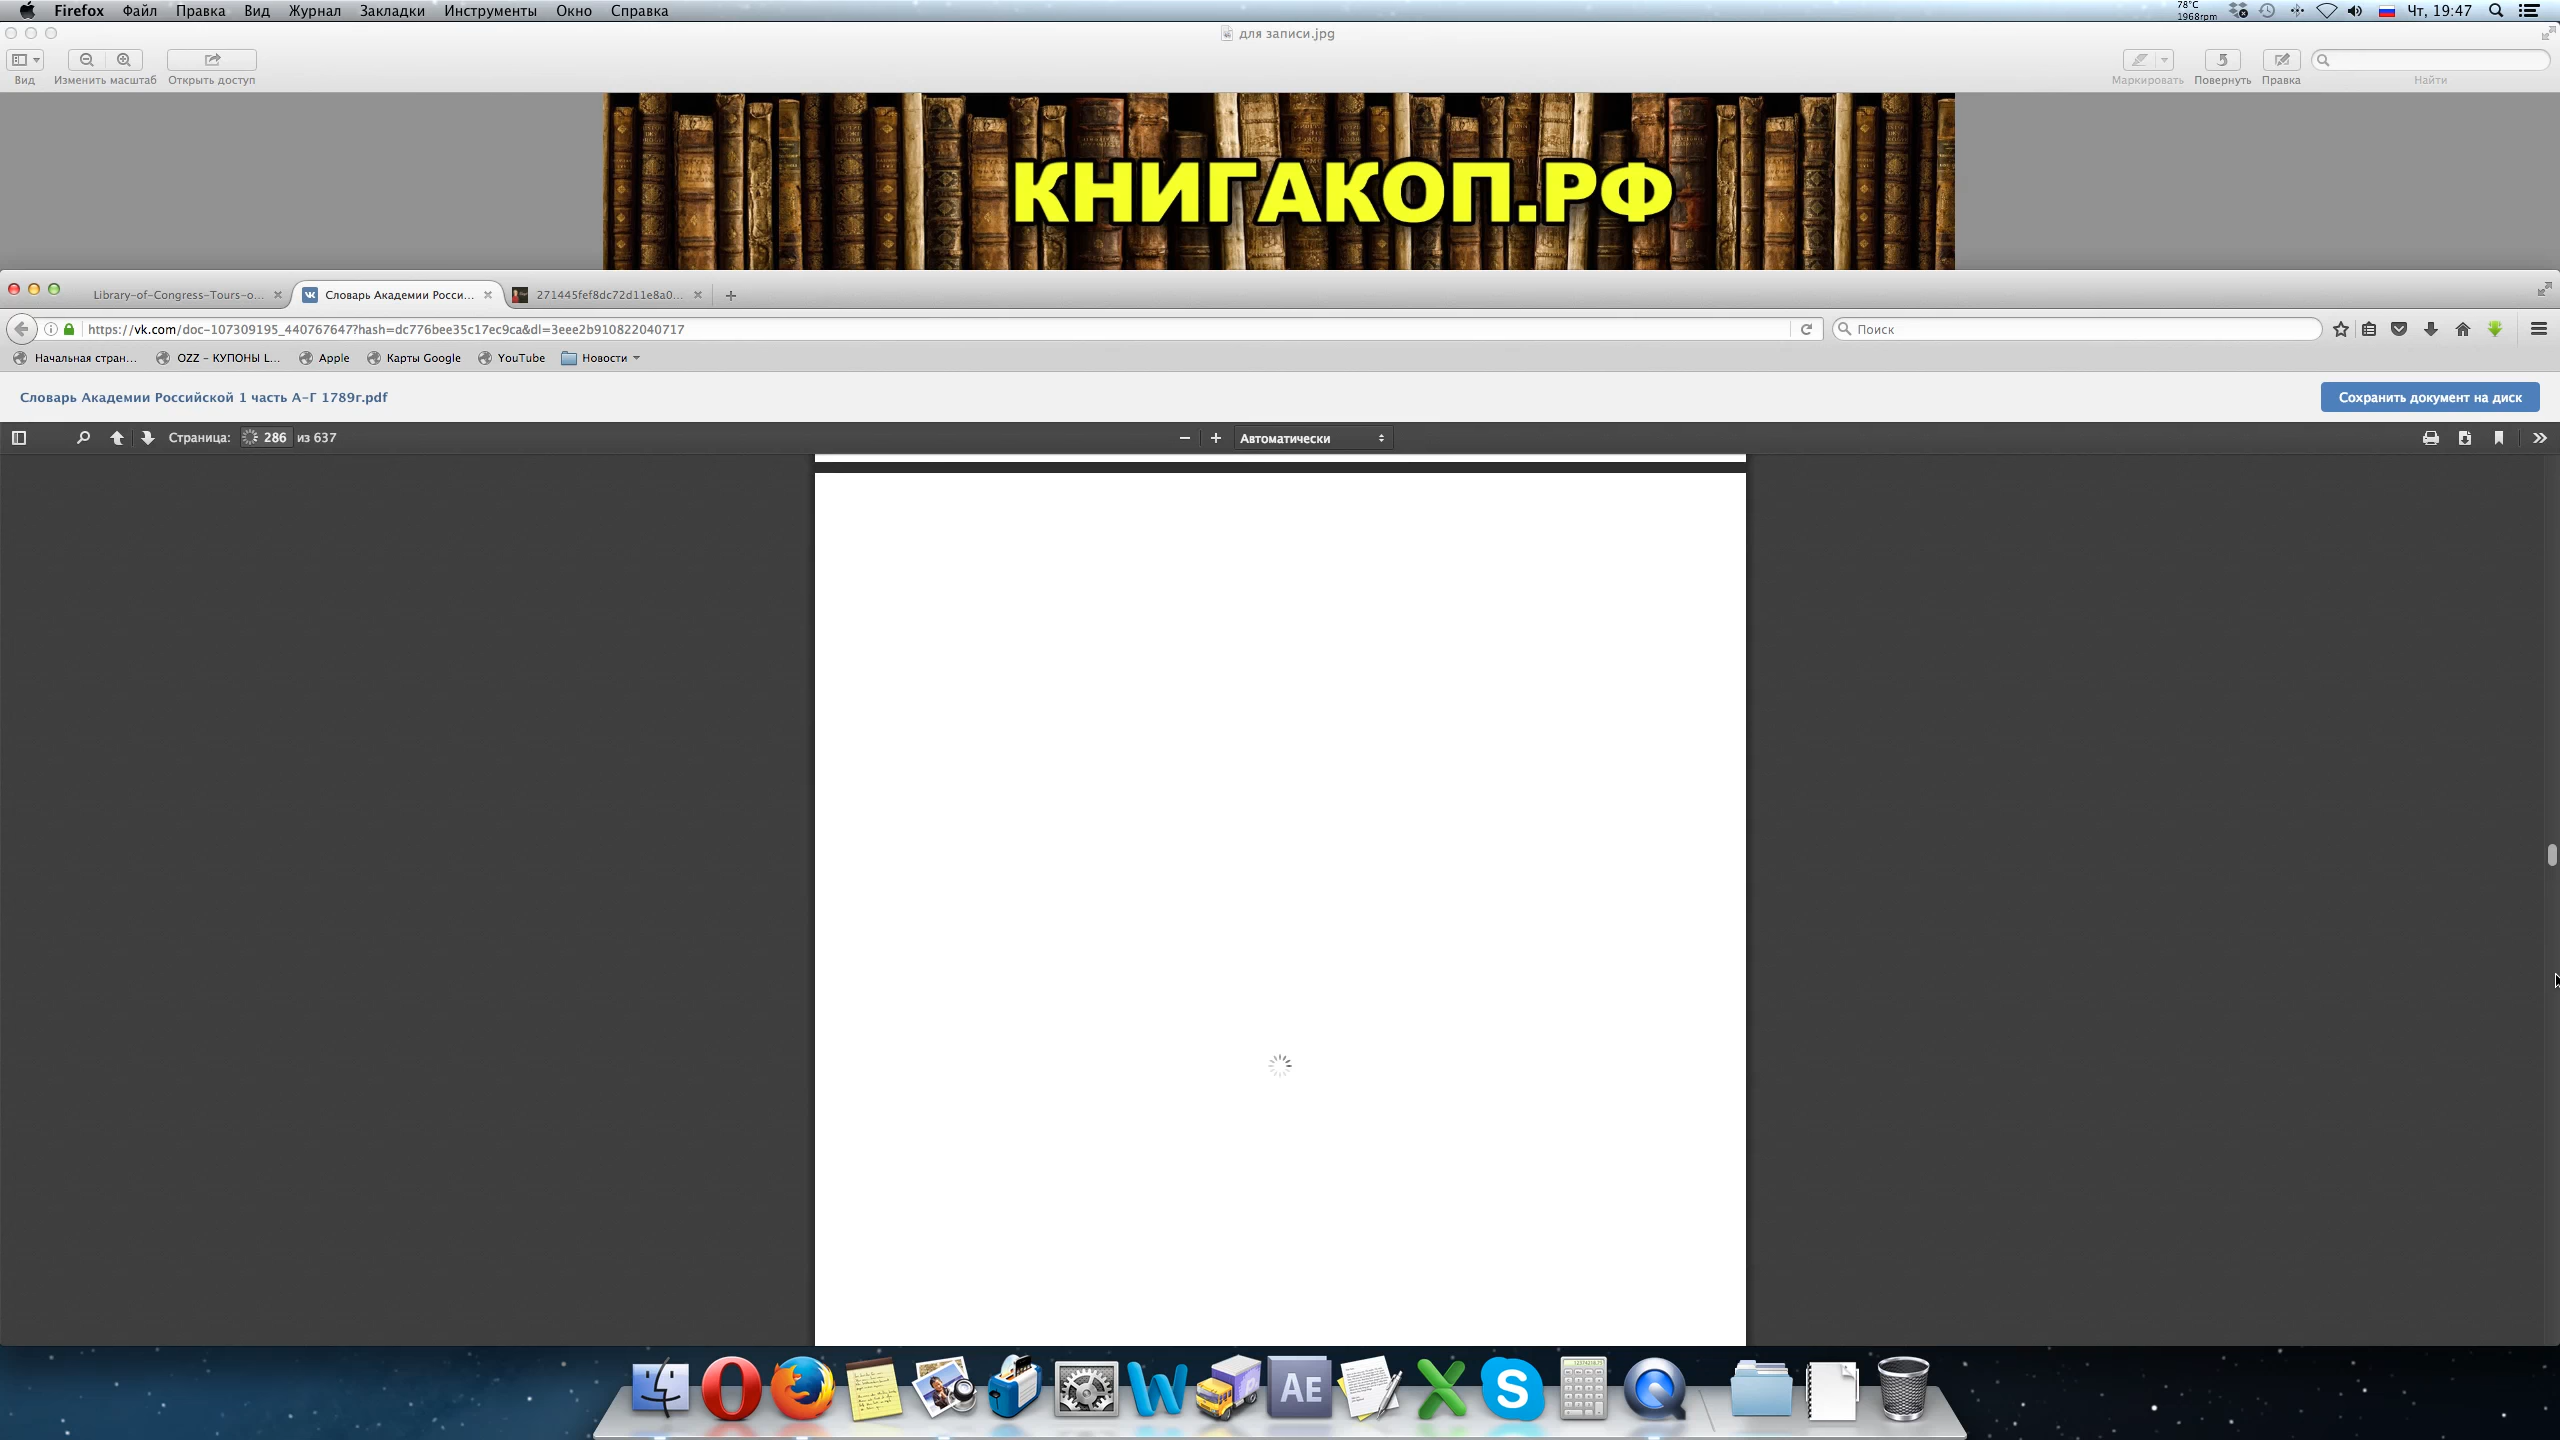 Firefox Файл Правка Вид Журнал Закладки Инструменты Окно Справка
78°C
1968rpm
Чт, 19:47
для записи.jpg
Вид Изменить масштаб Открыть доступ
Маркировать Повернуть Правка Найти
КНИГАКОП.РФ
Library-of-Congress-Tours-o... Словарь Академии Росси... 271445fef8dc72d11e8a0...
https://vk.com/doc-107309195_440767647?hash=dc776bee35c17ec9ca&dl=3eee2b910822040717
Поиск
Начальная стран... OZZ - КУПОНЫ L... Apple Карты Google YouTube Новости
Словарь Академии Российской 1 часть А-Г 1789г.pdf
Сохранить документ на диск
Страница: 286 из 637
Автоматически
AE